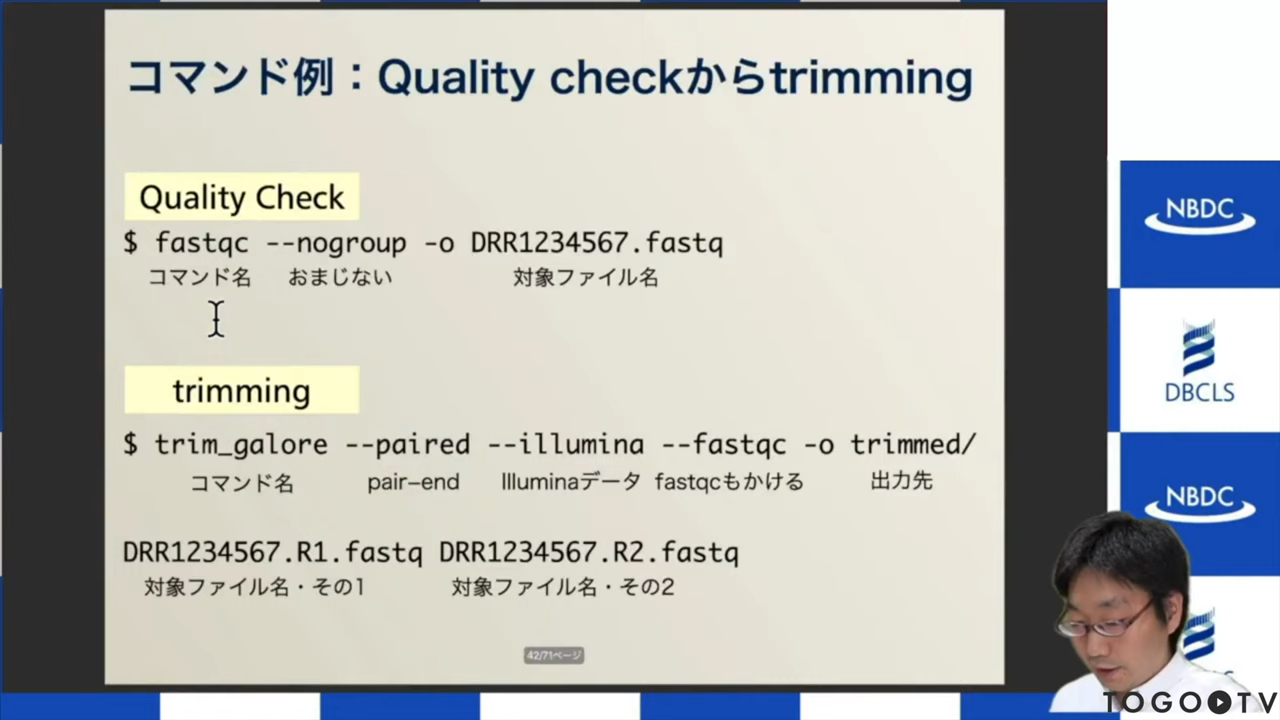 コマンド例：Quality checkからtrimming
Quality Check
$ fastqc --nogroup -o DRR1234567.fastq
コマンド名 おまじない 対象ファイル名
trimming
$ trim_galore --paired --illumina --fastqc -o trimmed/
コマンド名 pair–end Illuminaデータ fastqcもかける 出力先
DRR1234567.R1.fastq DRR1234567.R2.fastq
対象ファイル名・その1 対象ファイル名・その2
42/71ページ
NBDC
DBCLS
NBDC
TOGO TV